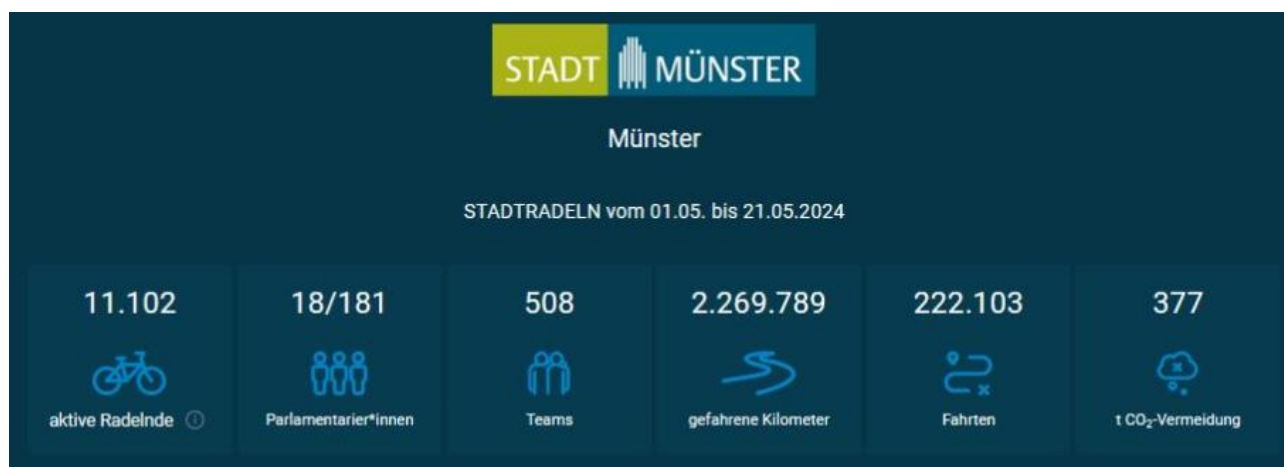 STADT MÜNSTER
Münster
STADTRADELN vom 01.05. bis 21.05.2024
11.102
18/181
508
2.269.789
222.103
377
aktive Radelnde
Parlamentarier*innen
Teams
gefahrene Kilometer
Fahrten
t CO₂-Vermeidung